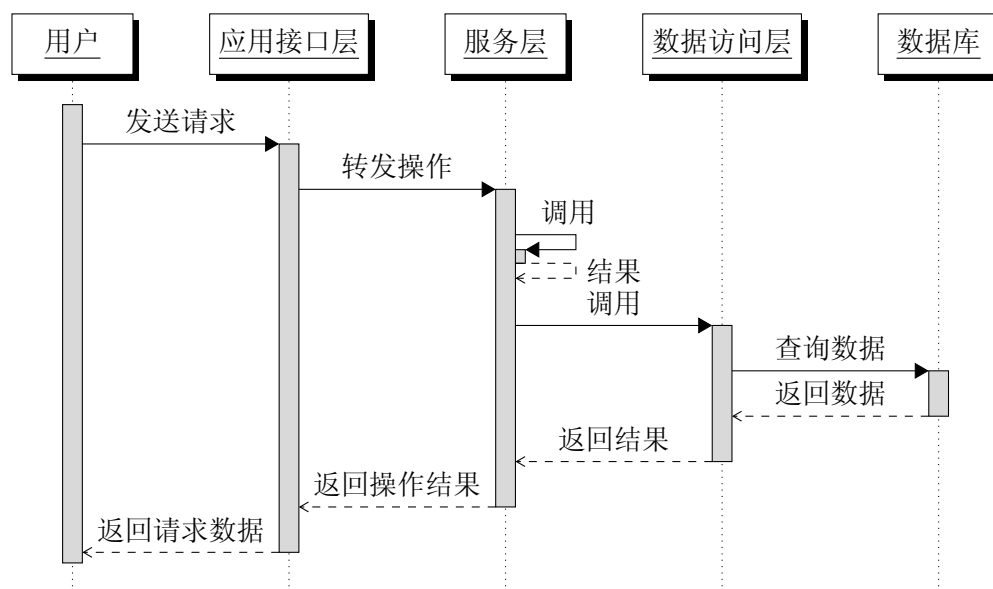 用户
应用接口层
服务层
数据访问层
数据库
发送请求
转发操作
调用
结果
调用
查询数据
返回数据
返回结果
返回操作结果
返回请求数据